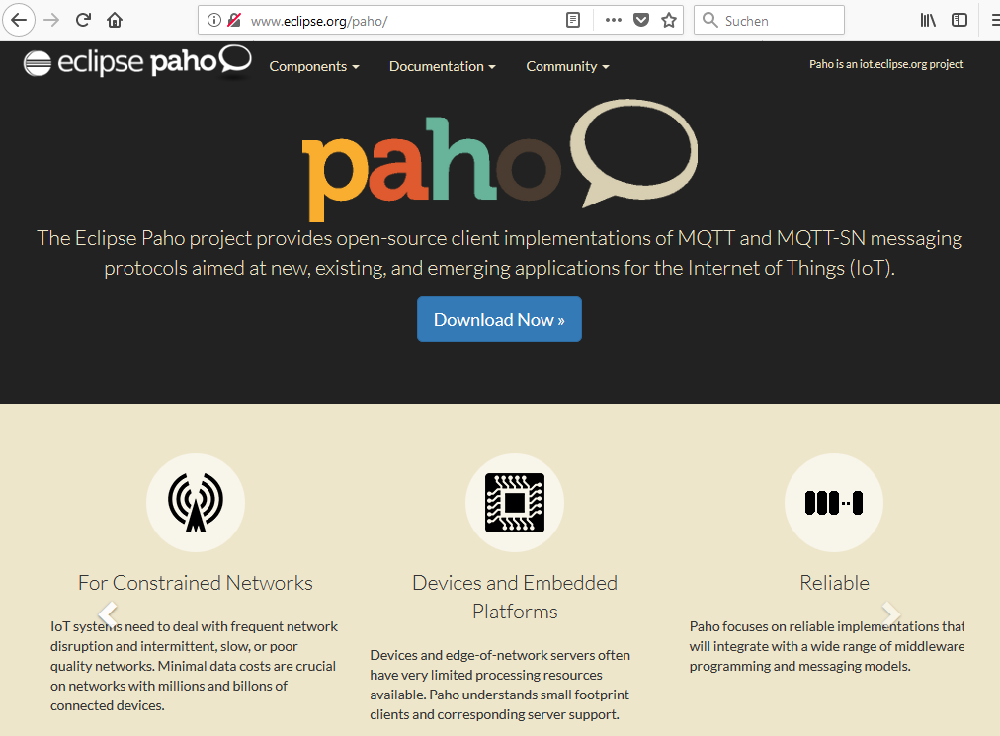 www.eclipse.org/paho/
Suchen
eclipse paho
Components
Documentation
Community
Paho is an iot.eclipse.org project
paho
The Eclipse Paho project provides open-source client implementations of MQTT and MQTT-SN messaging
protocols aimed at new, existing, and emerging applications for the Internet of Things (IoT).
Download Now »
For Constrained Networks
IoT systems need to deal with frequent network
disruption and intermittent, slow, or poor
quality networks. Minimal data costs are crucial
on networks with millions and billons of
connected devices.
Devices and Embedded
Platforms
Devices and edge-of-network servers often
have very limited processing resources
available. Paho understands small footprint
clients and corresponding server support.
Reliable
Paho focuses on reliable implementations that
will integrate with a wide range of middleware
programming and messaging models.